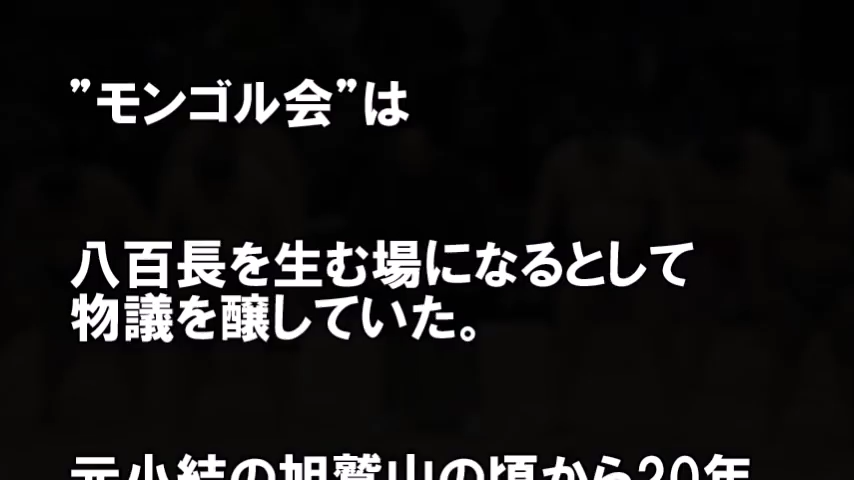 ”モンゴル会”は
八百長を生む場になるとして
物議を醸していた。
元小結の旭鷲山の頃から20年